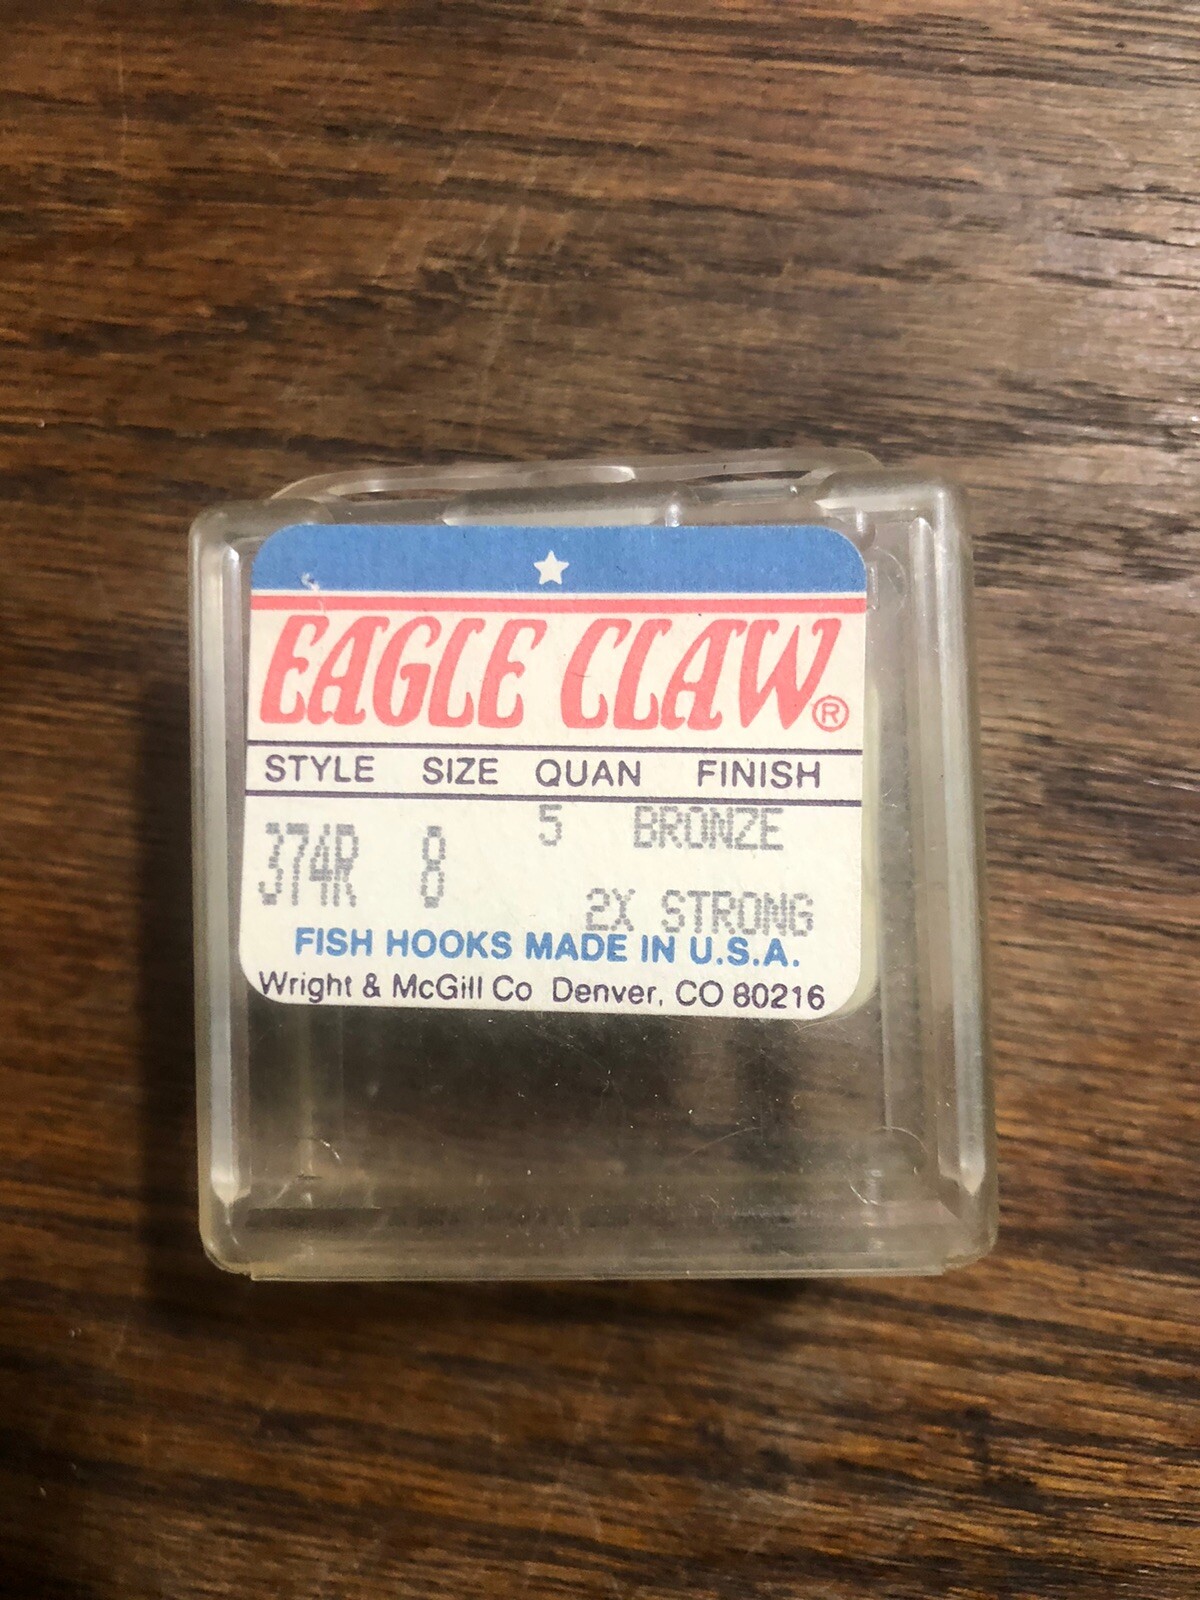 EAGLE CLAW®
STYLE SIZE QUAN FINISH
374R 8 5 BRONZE
2X STRONG
FISH HOOKS MADE IN U.S.A.
Wright & McGill Co Denver, CO 80216